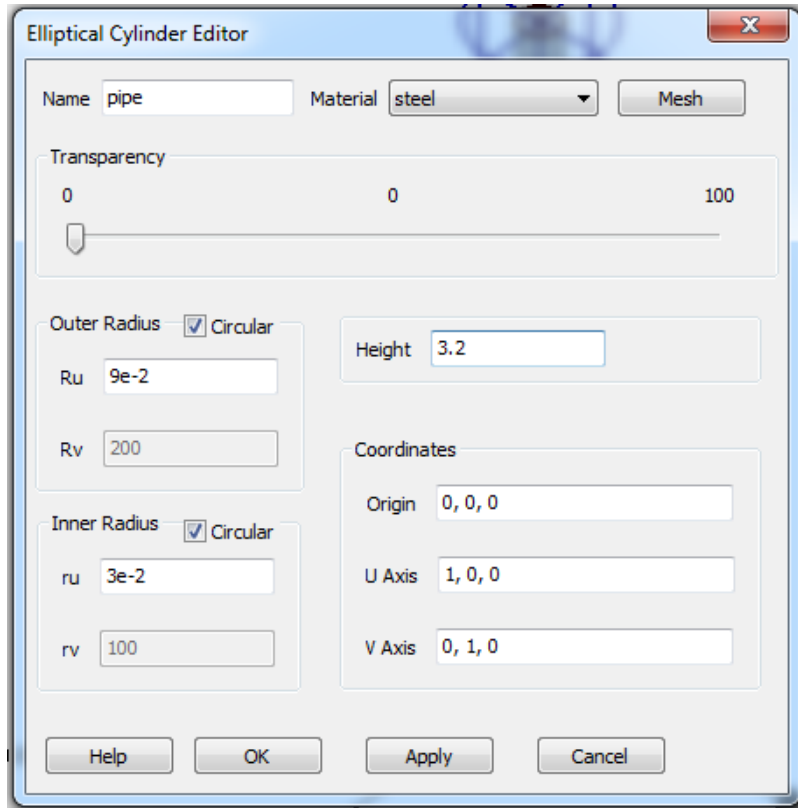 Elliptical Cylinder Editor
Name pipe Material steel Mesh
Transparency
0 0 100
Outer Radius Circular
Ru 9e-2
Rv 200
Height 3.2
Inner Radius Circular
ru 3e-2
rv 100
Coordinates
Origin 0, 0, 0
U Axis 1, 0, 0
V Axis 0, 1, 0
Help OK Apply Cancel